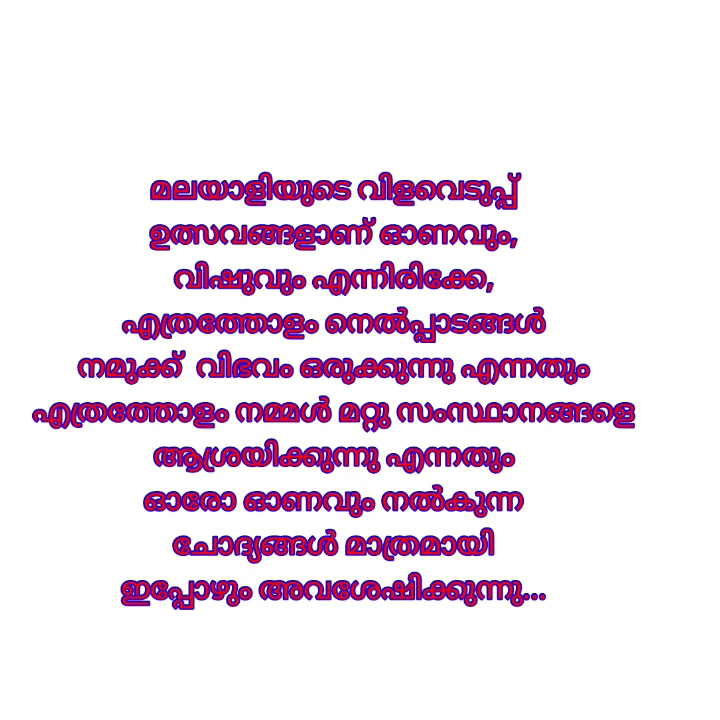 മലയാളിയുടെ വിളവെടുപ്പ്
ഉത്സവങ്ങളാണ് ഓണവും,
വിഷുവും എന്നിരിക്കേ,
എത്രത്തോളം നെൽപ്പാടങ്ങൾ
നമുക്ക് വിഭവം ഒരുക്കുന്നു എന്നതും
എത്രത്തോളം നമ്മൾ മറ്റു സംസ്ഥാനങ്ങളെ
ആശ്രയിക്കുന്നു എന്നതും
ഓരോ ഓണവും നൽകുന്ന
ചോദ്യങ്ങൾ മാത്രമായി
ഇപ്പോഴും അവശേഷിക്കുന്നു...